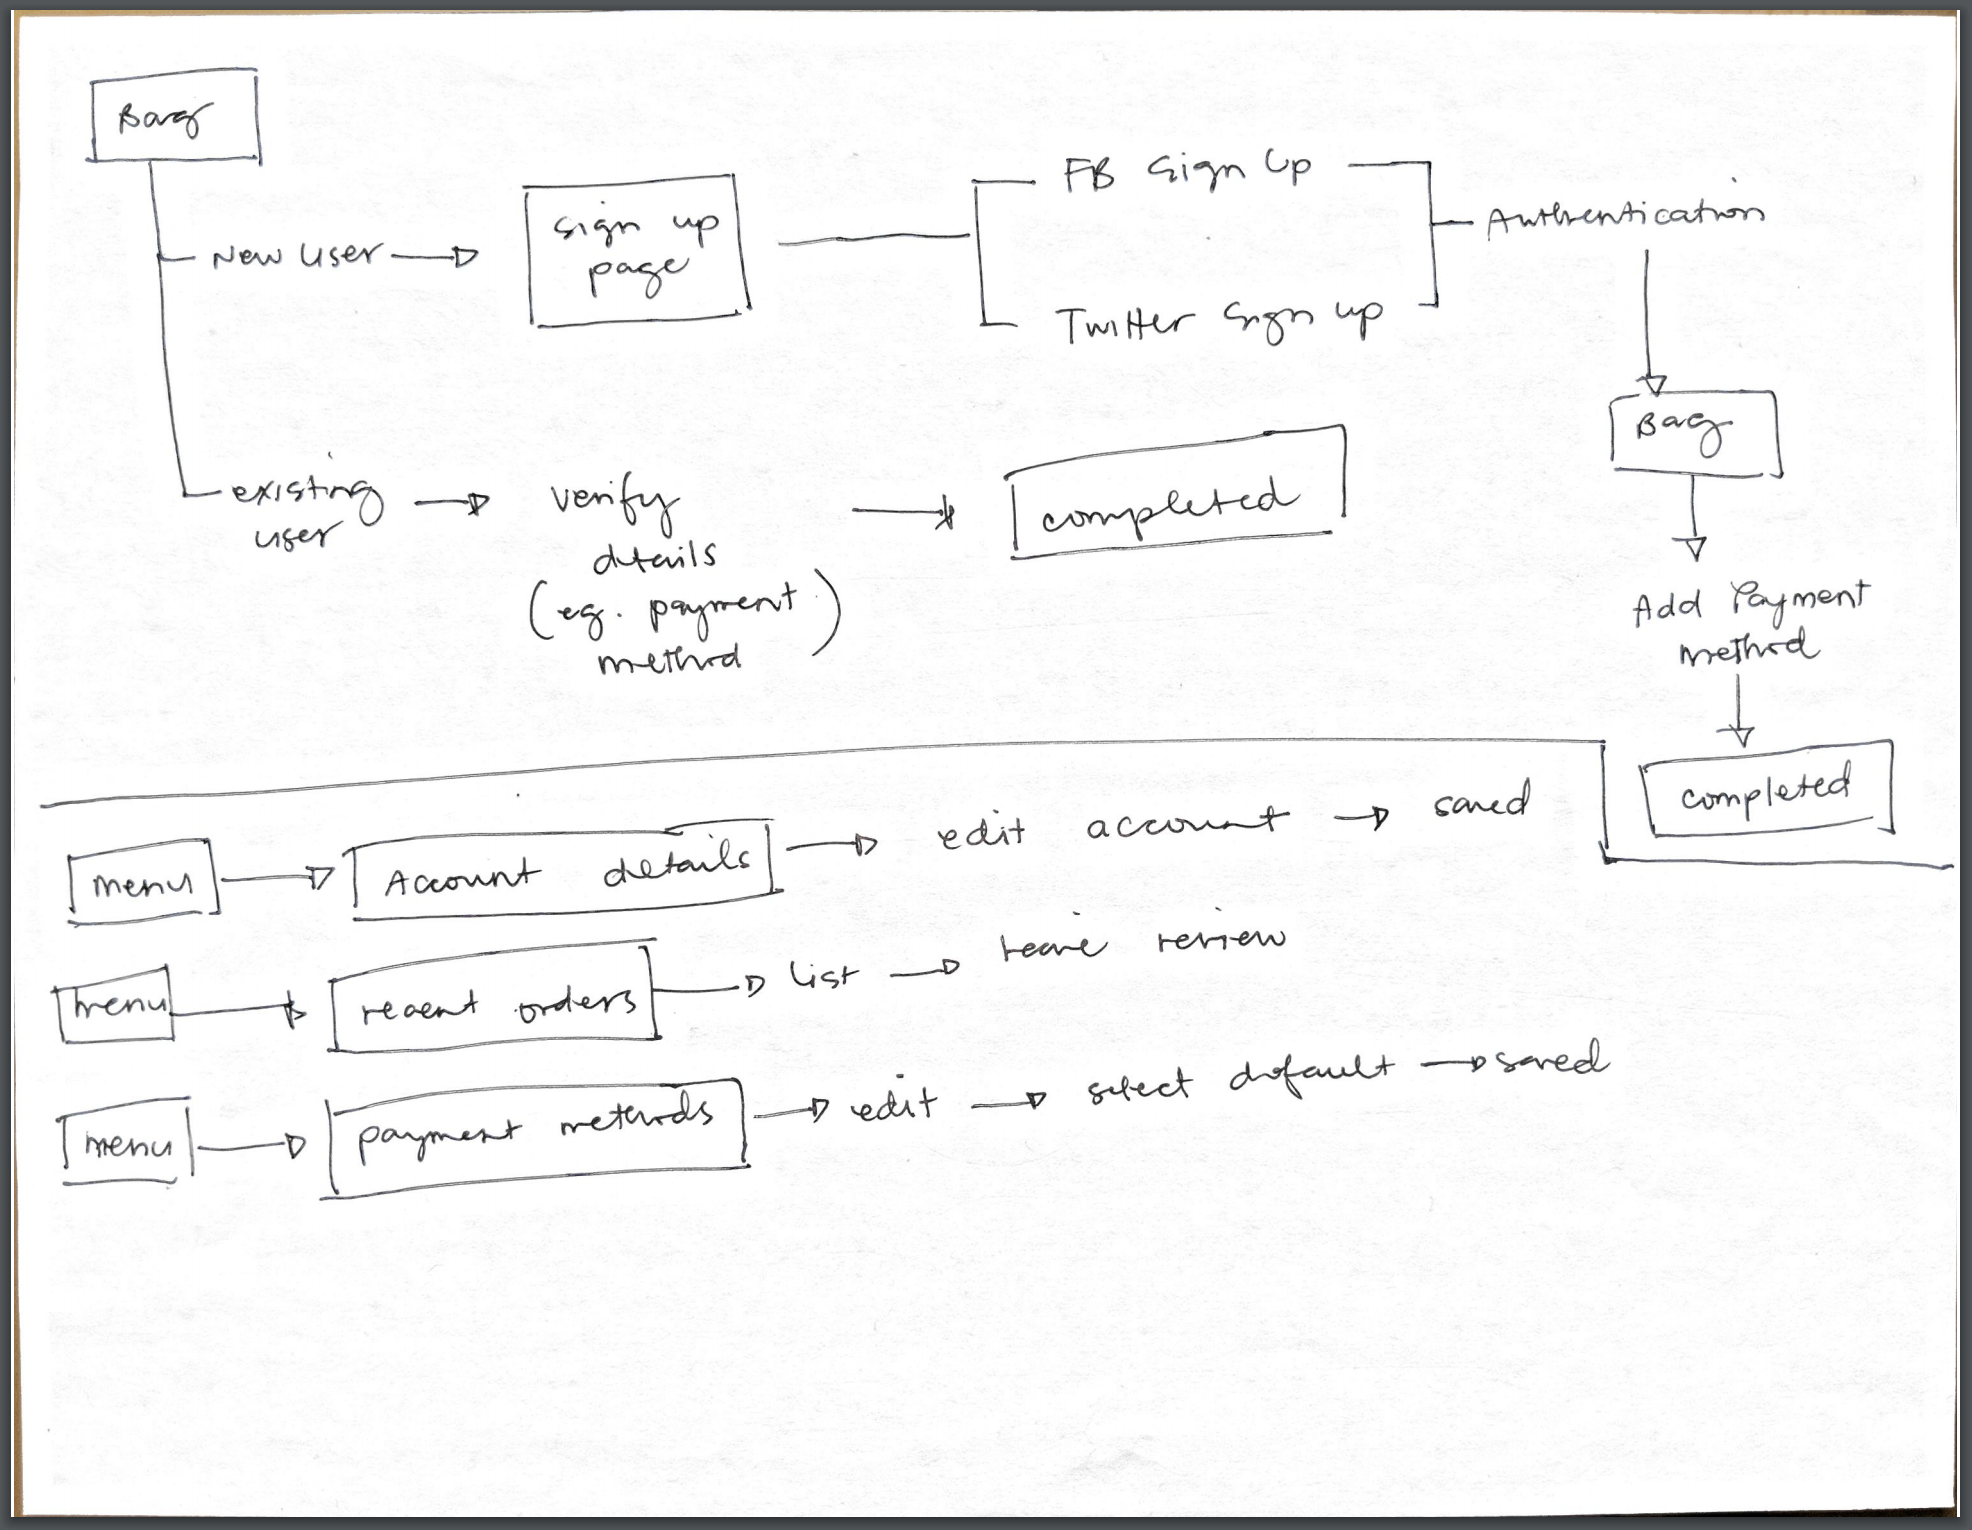 Bag
New User
sign up
page
FB Sign Up
Twitter Sign up
Authentication
Bag
Add Payment
method
completed
existing
user
verify
details
(eg. payment
method)
completed
menu
Account details
edit account
saved
menu
recent orders
list
leave review
menu
payment methods
edit
select default
saved